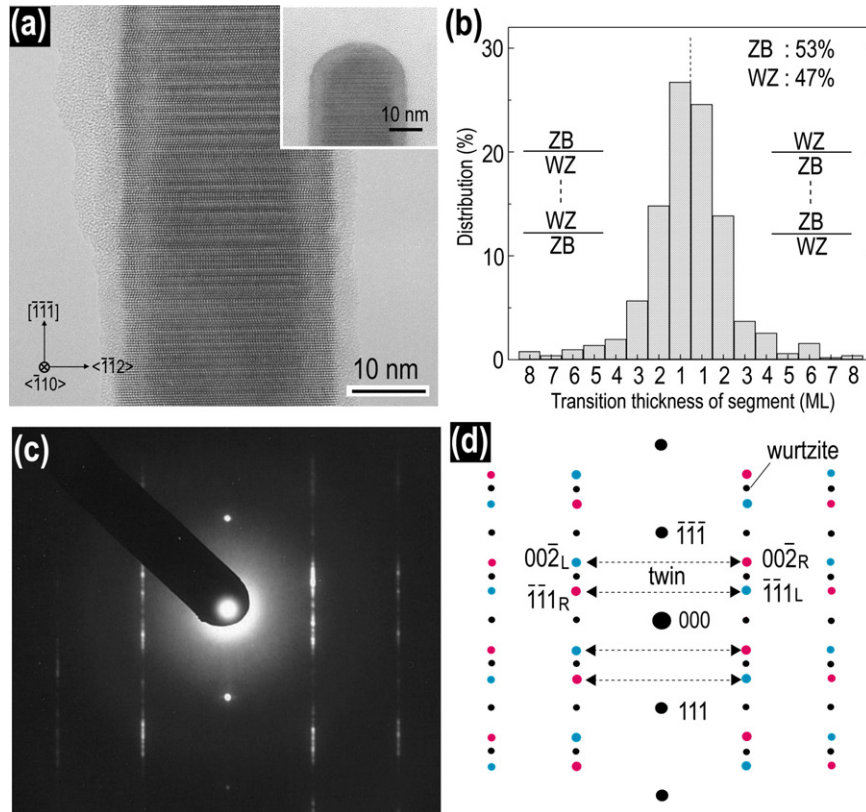 (a)
10 nm
[1̅1̅1̅]
<1̅1̅2>
<1̅10>
10 nm
(b)
ZB : 53%
WZ : 47%
Distribution (%)
30
20
10
0
ZB
WZ
WZ
ZB
WZ
ZB
ZB
WZ
8 7 6 5 4 3 2 1 1 2 3 4 5 6 7 8
Transition thickness of segment (ML)
(c)
(d)
wurtzite
1̅1̅1̅
002̅L
002̅R
twin
1̅1̅1R
1̅1̅1L
000
111